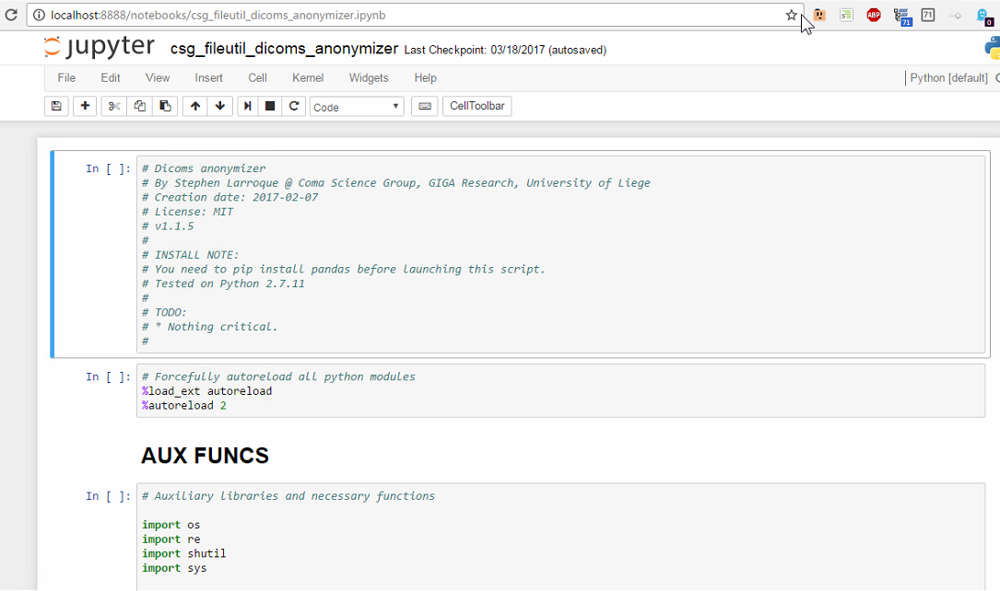 localhost:8888/notebooks/csg_fileutil_dicoms_anonymizer.ipynb
ABP 71 71 0
jupyter csg_fileutil_dicoms_anonymizer Last Checkpoint: 03/18/2017 (autosaved)
File Edit View Insert Cell Kernel Widgets Help Python [default]
Code CellToolbar
In [ ]: # Dicoms anonymizer
# By Stephen Larroque @ Coma Science Group, GIGA Research, University of Liege
# Creation date: 2017-02-07
# License: MIT
# v1.1.5
#
# INSTALL NOTE:
# You need to pip install pandas before launching this script.
# Tested on Python 2.7.11
#
# TODO:
# * Nothing critical.
#
In [ ]: # Forcefully autoreload all python modules
%load_ext autoreload
%autoreload 2
AUX FUNCS
In [ ]: # Auxiliary libraries and necessary functions
import os
import re
import shutil
import sys